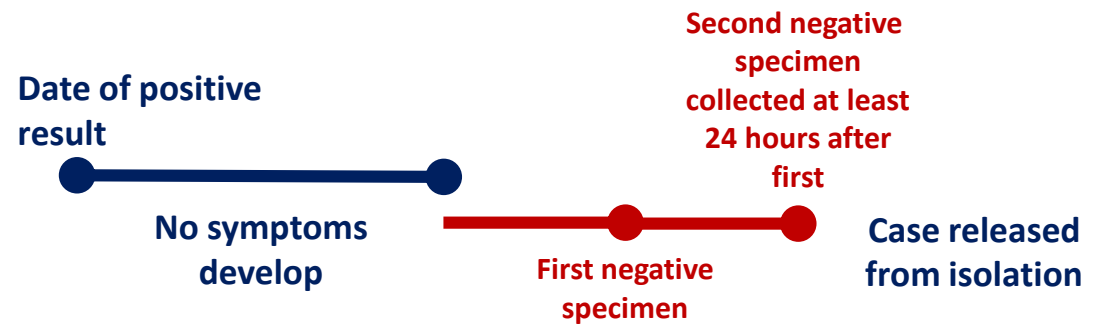 Date of positive
result
No symptoms
develop
First negative
specimen
Second negative
specimen
collected at least
24 hours after
first
Case released
from isolation